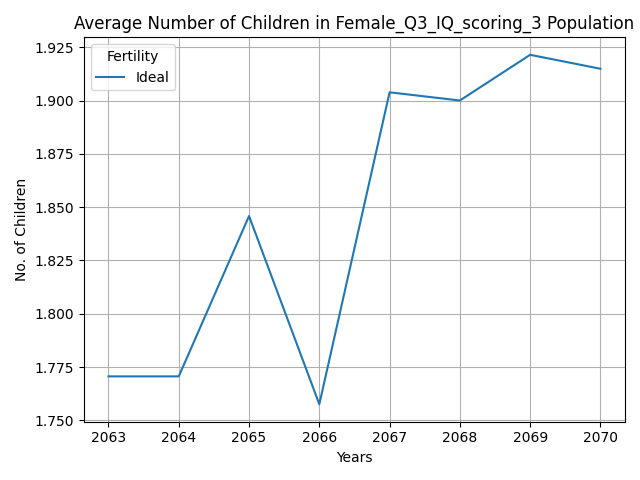 Average Number of Children in Female_Q3_IQ_scoring_3 Population
Fertility
Ideal
1.925
1.900
1.875
1.850
1.825
1.800
1.775
1.750
No. of Children
2063 2064 2065 2066 2067 2068 2069 2070
Years